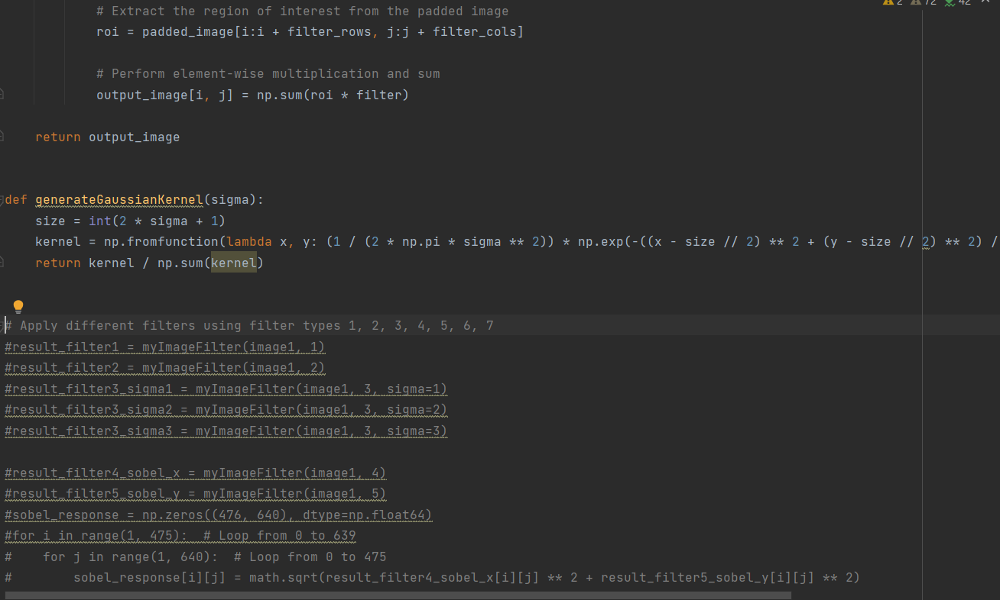 2 72 42
# Extract the region of interest from the padded image
roi = padded_image[i:i + filter_rows, j:j + filter_cols]
# Perform element-wise multiplication and sum
output_image[i, j] = np.sum(roi * filter)
return output_image
def generateGaussianKernel(sigma):
size = int(2 * sigma + 1)
kernel = np.fromfunction(lambda x, y: (1 / (2 * np.pi * sigma ** 2)) * np.exp(-((x - size // 2) ** 2 + (y - size // 2) ** 2) /
return kernel / np.sum(kernel)
# Apply different filters using filter types 1, 2, 3, 4, 5, 6, 7
#result_filter1 = myImageFilter(image1, 1)
#result_filter2 = myImageFilter(image1, 2)
#result_filter3_sigma1 = myImageFilter(image1, 3, sigma=1)
#result_filter3_sigma2 = myImageFilter(image1, 3, sigma=2)
#result_filter3_sigma3 = myImageFilter(image1, 3, sigma=3)
#result_filter4_sobel_x = myImageFilter(image1, 4)
#result_filter5_sobel_y = myImageFilter(image1, 5)
#sobel_response = np.zeros((476, 640), dtype=np.float64)
#for i in range(1, 475):  # Loop from 0 to 639
#    for j in range(1, 640):  # Loop from 0 to 475
#        sobel_response[i][j] = math.sqrt(result_filter4_sobel_x[i][j] ** 2 + result_filter5_sobel_y[i][j] ** 2)